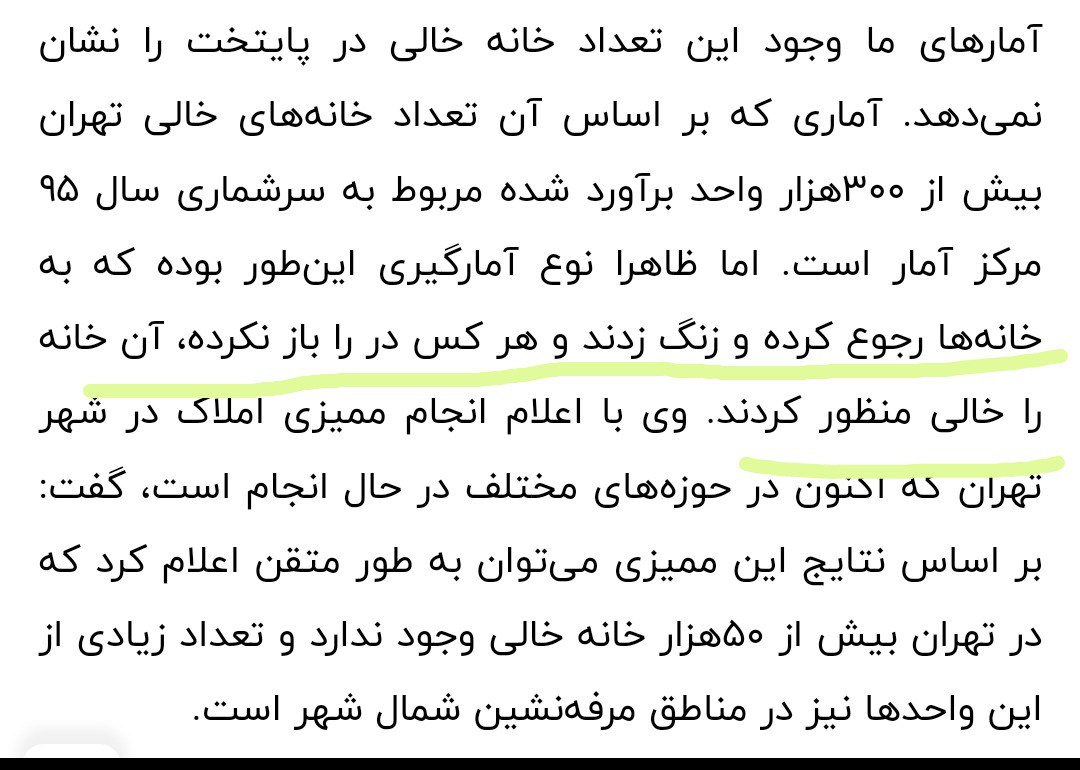 آمارهای ما وجود این تعداد خانه خالی در پایتخت را نشان
نمی‌دهد. آماری که بر اساس آن تعداد خانه‌های خالی تهران
بیش از ۳۰۰هزار واحد برآورد شده مربوط به سرشماری سال ۹۵
مرکز آمار است. اما ظاهرا نوع آمارگیری این‌طور بوده که به
خانه‌ها رجوع کرده و زنگ زدند و هر کس در را باز نکرده، آن خانه
را خالی منظور کردند. وی با اعلام انجام ممیزی املاک در شهر
تهران که اکنون در حوزه‌های مختلف در حال انجام است، گفت:
بر اساس نتایج این ممیزی می‌توان به طور متقن اعلام کرد که
در تهران بیش از ۵۰هزار خانه خالی وجود ندارد و تعداد زیادی از
این واحدها نیز در مناطق مرفه‌نشین شمال شهر است.